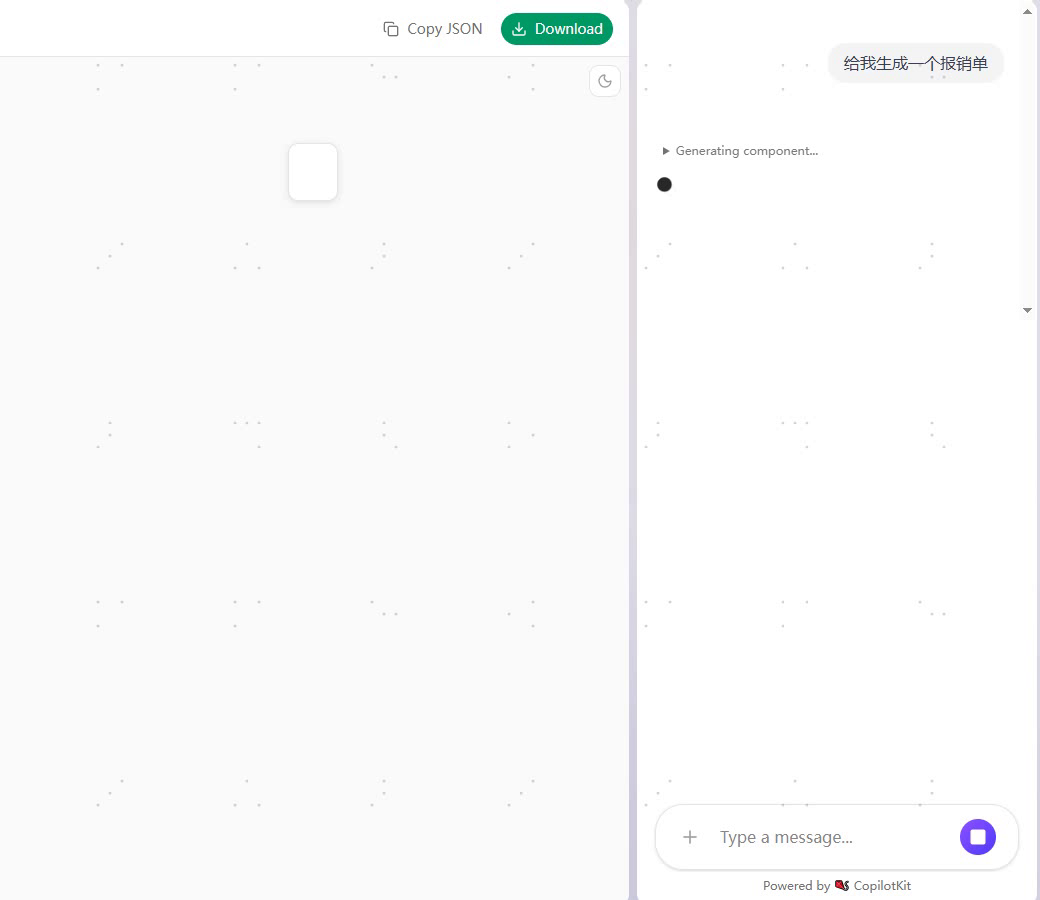 Copy JSON
Download
给我生成一个报销单
Generating component...
Type a message...
Powered by CopilotKit